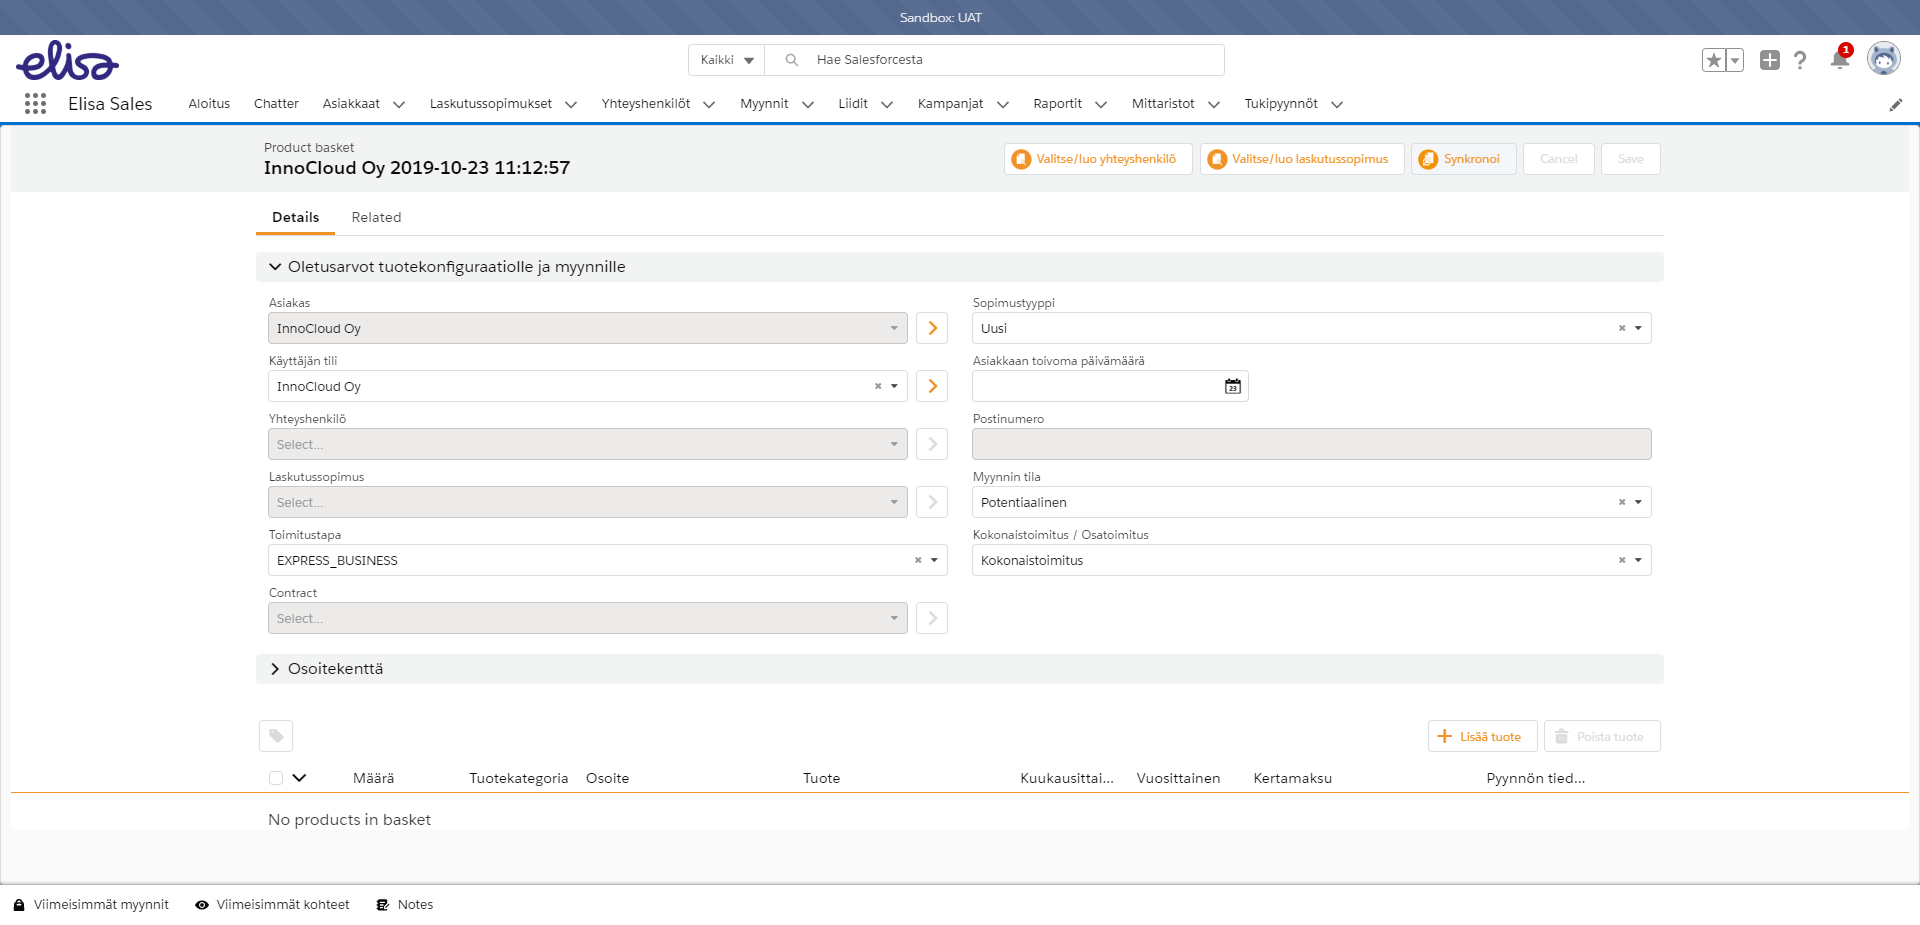 Sandbox: UAT
elisa
Kaikki
Hae Salesforcesta
1
Elisa Sales
Aloitus
Chatter
Asiakkaat
Laskutussopimukset
Yhteyshenkilöt
Myynnit
Liidit
Kampanjat
Raportit
Mittaristot
Tukipyynnöt
Product basket
InnoCloud Oy 2019-10-23 11:12:57
Valitse/luo yhteyshenkilö
Valitse/luo laskutussopimus
Synkronoi
Cancel
Save
Details
Related
Oletusarvot tuotekonfiguraatiolle ja myynnille
Asiakas
InnoCloud Oy
Sopimustyyppi
Uusi
Käyttäjän tili
InnoCloud Oy
Asiakkaan toivoma päivämäärä
23
Yhteyshenkilö
Select...
Postinumero
Laskutussopimus
Select...
Myynnin tila
Potentiaalinen
Toimitustapa
EXPRESS_BUSINESS
Kokonaistoimitus / Osatoimitus
Kokonaistoimitus
Contract
Select...
Osoitekenttä
Lisää tuote
Poista tuote
Määrä
Tuotekategoria
Osoite
Tuote
Kuukausittai...
Vuosittainen
Kertamaksu
Pyynnön tied...
No products in basket
Viimeisimmät myynnit
Viimeisimmät kohteet
Notes